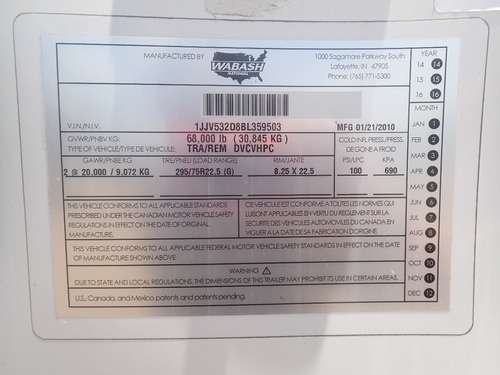 MANUFACTURED BY
WABASH
NATIONAL
1000 Sagamore Parkway South
Lafayette, IN 47905
Phone: (765) 771-5300
YEAR
14 14
15 15
16 16
MONTH
JAN 1
FEB 2
MAR 3
APR 4
MAY 5
JUN 6
JUL 7
AUG 8
SEP 9
OCT 10
NOV 11
DEC 12
V.I.N/N.I.V. 1JJV532D8BL359503 MFG 01/21/2010
GVWR/PNBV KG: 68,000 lb ( 30,845 KG )
TYPE OF VEHICLE/TYPE DE VEHICULE: TRA/REM DVCVHPC
COLD INFL PRESS./PRESS.
DE GONE A FROID
GAWR/PNBE KG TIRE/PNEU (LOAD RANGE) RIM/JANTE PSI/LPC KPA
2 @ 20,000 / 9,072 KG 295/75R22.5 (G) 8.25 X 22.5 100 690
THIS VEHICLE CONFORMS TO ALL APPLICABLE STANDARDS
PRESCRIBED UNDER THE CANADIAN MOTOR VEHICLE SAFETY
REGULATIONS IN EFFECT ON THE DATE OF ORIGINAL
MANUFACTURE.
CE VEHICULE EST CONFORME A TOUTES LES NORMES QUI
LUISONT APPLICABLES EN VERTU DU REGLEMENT SUR LA
SECURITE DES VEHICULES AUTOMOBILES DU CANADA EN
VIGUER A LA DATE DE SA FABRICATION D'ORIGINE.
THIS VEHICLE CONFORMS TO ALL APPLICABLE FEDERAL MOTOR VEHICLE SAFETY STANDARDS IN EFFECT ON THE DATE
OF MANUFACTURE SHOWN ABOVE
WARNING
DUE TO STATE AND LOCAL REGULATIONS, THE DIMENSIONS OF THIS TRAILER MAY PROHIBIT ITS USE IN CERTAIN AREAS.
U.S., Canada, and Mexico patents and patents pending.